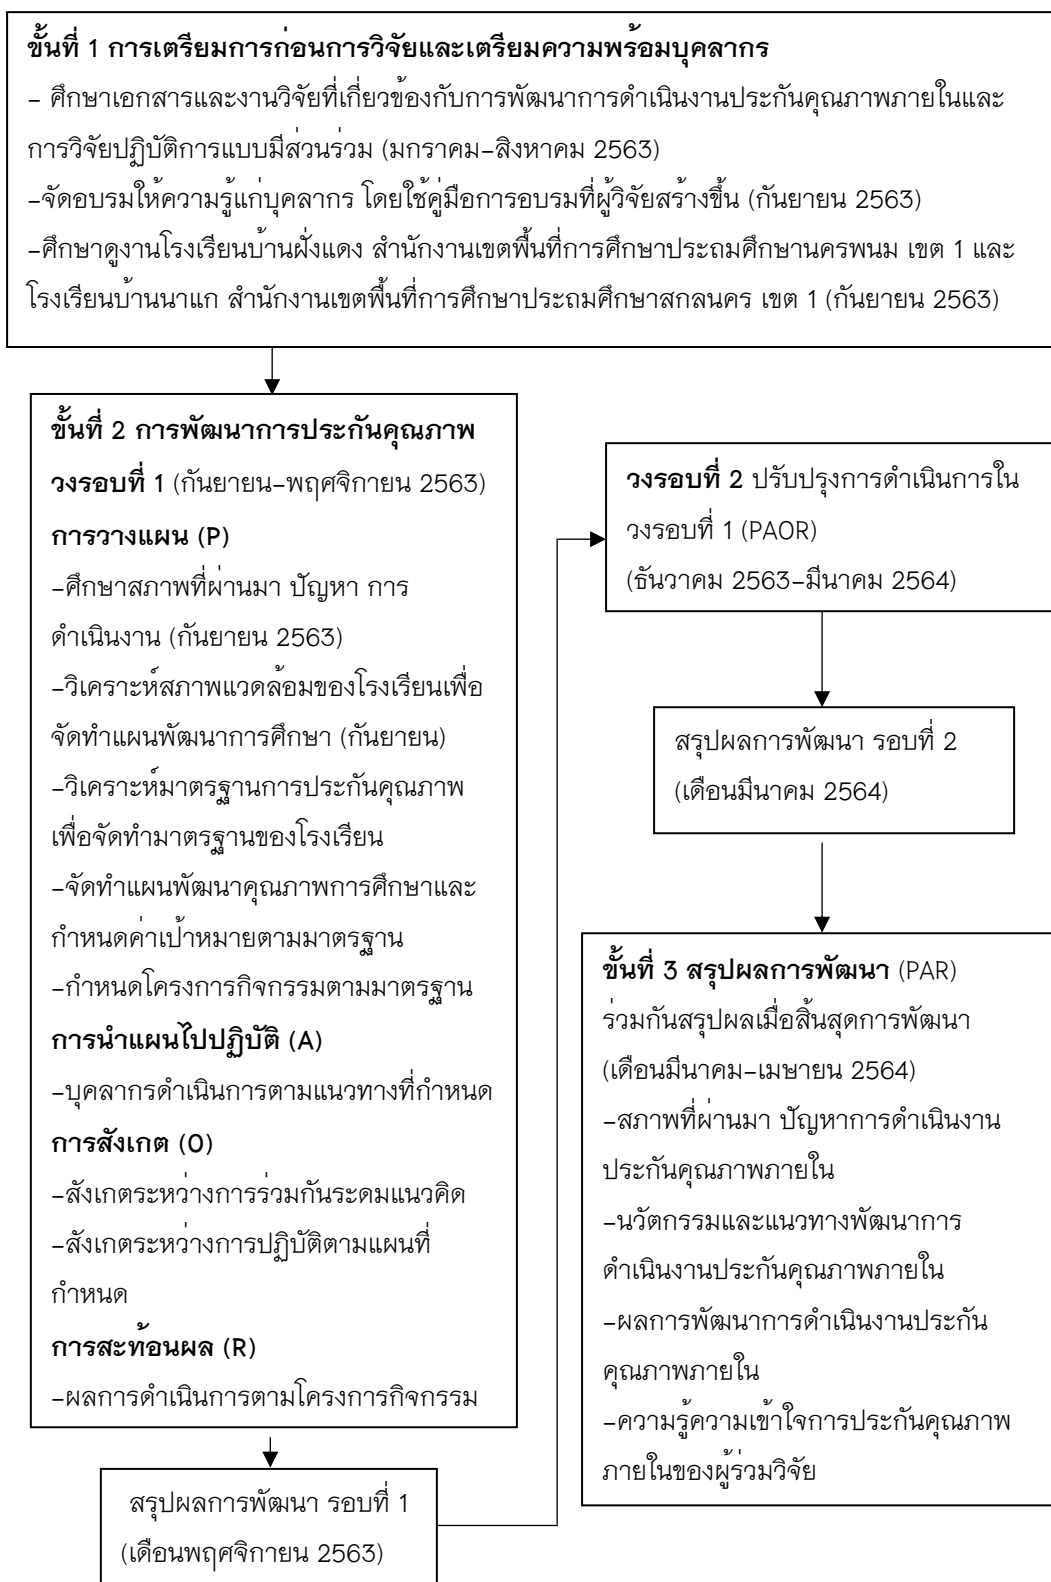 ขั้นที่ 1 การเตรียมการก่อนการวิจัยและเตรียมความพร้อมบุคลากร
- ศึกษาเอกสารและงานวิจัยที่เกี่ยวข้องกับการพัฒนาการดำเนินงานประกันคุณภาพภายในและ
การวิจัยปฏิบัติการแบบมีส่วนร่วม (มกราคม-สิงหาคม 2563)
-จัดอบรมให้ความรู้แก่บุคลากร โดยใช้คู่มือการอบรมที่ผู้วิจัยสร้างขึ้น (กันยายน 2563)
-ศึกษาดูงานโรงเรียนบ้านฝั่งแดง สำนักงานเขตพื้นที่การศึกษาประถมศึกษานครพนม เขต 1 และ
โรงเรียนบ้านนาแก สำนักงานเขตพื้นที่การศึกษาประถมศึกษาสกลนคร เขต 1 (กันยายน 2563)
ขั้นที่ 2 การพัฒนาการประกันคุณภาพ
วงรอบที่ 1 (กันยายน-พฤศจิกายน 2563)
การวางแผน (P)
-ศึกษาสภาพที่ผ่านมา ปัญหา การ
ดำเนินงาน (กันยายน 2563)
-วิเคราะห์สภาพแวดล้อมของโรงเรียนเพื่อ
จัดทำแผนพัฒนาการศึกษา (กันยายน)
-วิเคราะห์มาตรฐานการประกันคุณภาพ
เพื่อจัดทำมาตรฐานของโรงเรียน
-จัดทำแผนพัฒนาคุณภาพการศึกษาและ
กำหนดค่าเป้าหมายตามมาตรฐาน
-กำหนดโครงการกิจกรรมตามมาตรฐาน
การนำแผนไปปฏิบัติ (A)
-บุคลากรดำเนินการตามแนวทางที่กำหนด
การสังเกต (O)
-สังเกตระหว่างการร่วมกันระดมแนวคิด
-สังเกตระหว่างการปฏิบัติตามแผนที่
กำหนด
การสะท้อนผล (R)
-ผลการดำเนินการตามโครงการกิจกรรม
สรุปผลการพัฒนา รอบที่ 1
(เดือนพฤศจิกายน 2563)
วงรอบที่ 2 ปรับปรุงการดำเนินการใน
วงรอบที่ 1 (PAOR)
(ธันวาคม 2563-มีนาคม 2564)
สรุปผลการพัฒนา รอบที่ 2
(เดือนมีนาคม 2564)
ขั้นที่ 3 สรุปผลการพัฒนา (PAR)
ร่วมกันสรุปผลเมื่อสิ้นสุดการพัฒนา
(เดือนมีนาคม-เมษายน 2564)
-สภาพที่ผ่านมา ปัญหาการดำเนินงาน
ประกันคุณภาพภายใน
-นวัตกรรมและแนวทางพัฒนาการ
ดำเนินงานประกันคุณภาพภายใน
-ผลการพัฒนาการดำเนินงานประกัน
คุณภาพภายใน
-ความรู้ความเข้าใจการประกันคุณภาพ
ภายในของผู้ร่วมวิจัย